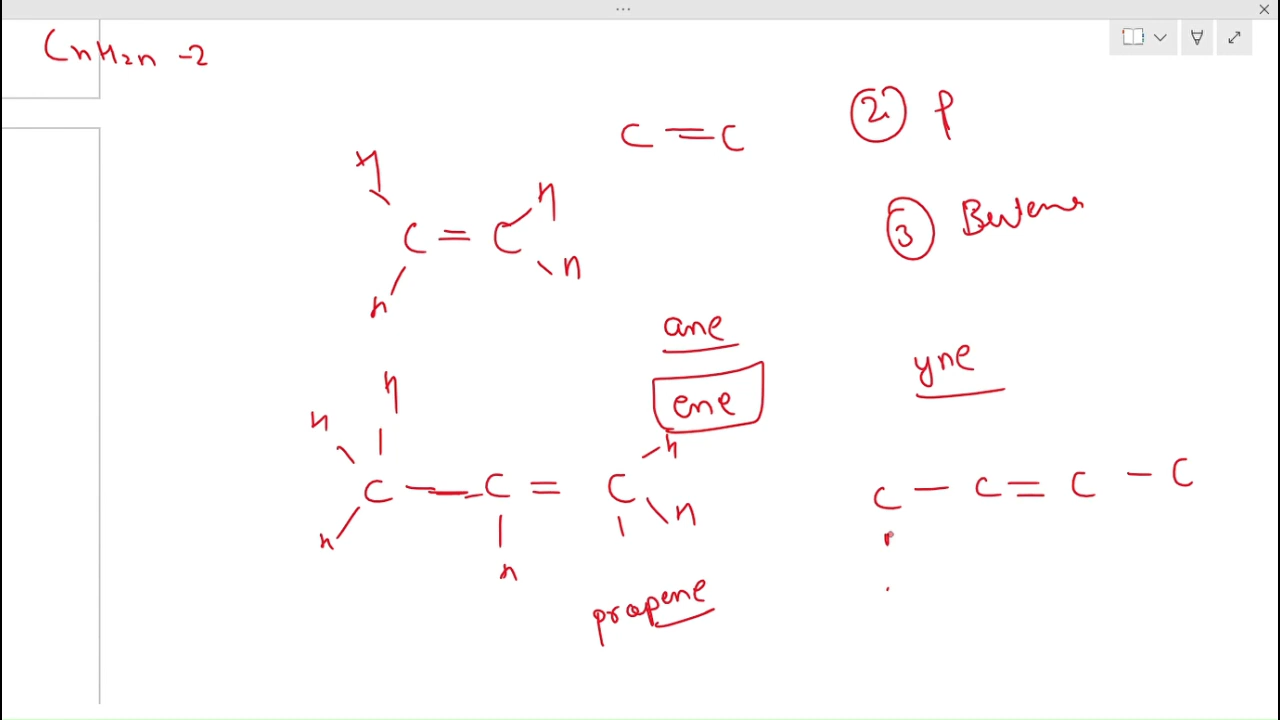 CnH2n -2
C = C
② P
H H
C = C
H H
③ Butene
ane
ene
yne
H H H
C - C = C
H H H
C - C = C - C
propene